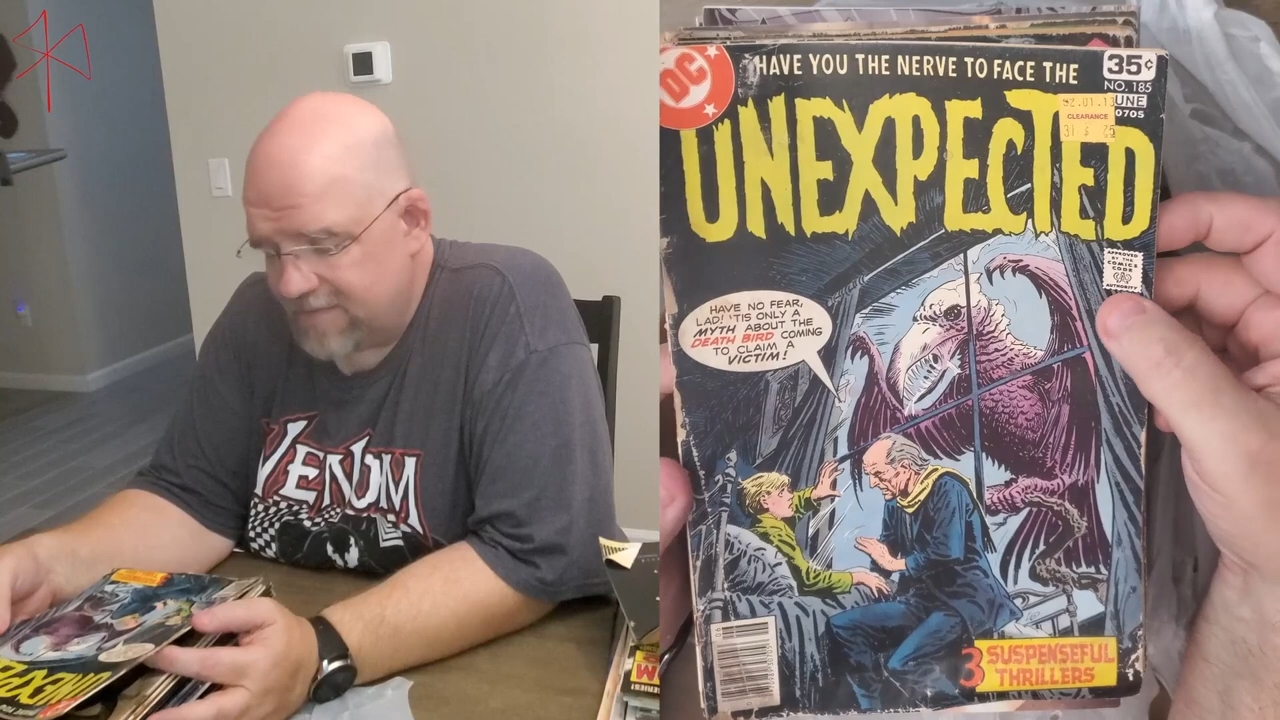 VENOM
DC
HAVE YOU THE NERVE TO FACE THE
UNEXPECTED
35¢
NO. 185
JUNE
0705
CLEARANCE
APPROVED
BY THE
COMICS
CODE
AUTHORITY
HAVE NO FEAR,
LAD! 'TIS ONLY A
MYTH ABOUT THE
DEATH BIRD COMING
TO CLAIM A
VICTIM!
3 SUSPENSEFUL
THRILLERS